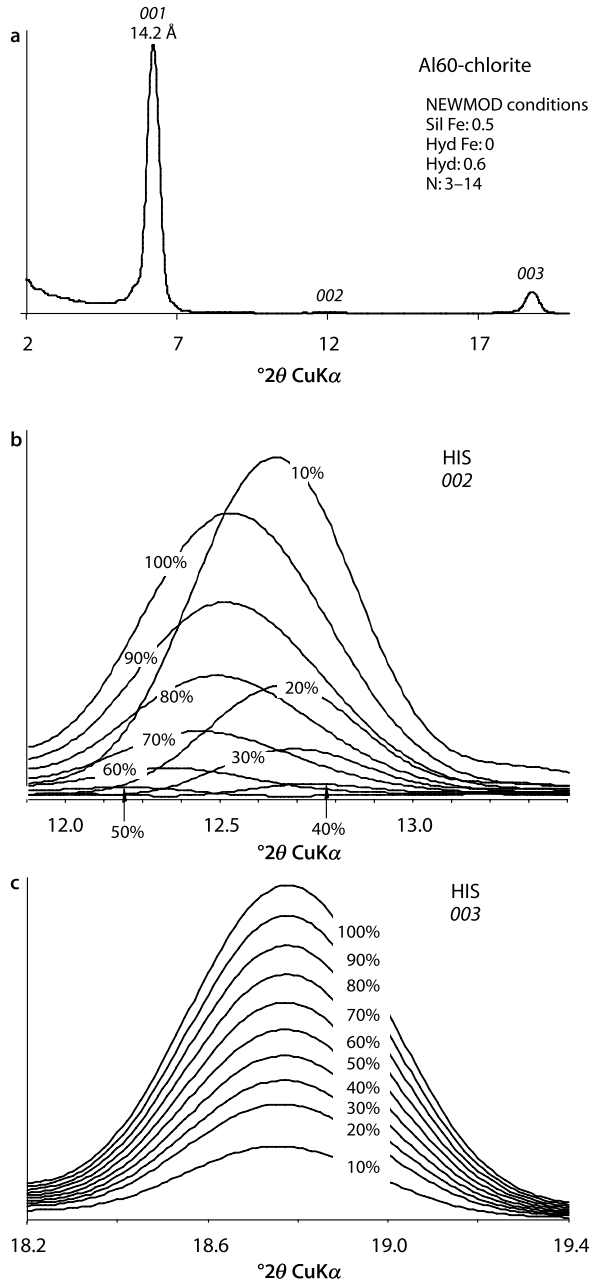 a
001
14.2 Å
Al60-chlorite
NEWMOD conditions
Sil Fe: 0.5
Hyd Fe: 0
Hyd: 0.6
N: 3–14
002
003
2 7 12 17
°2θ CuKα
b
HIS
002
10%
100%
90%
80%
20%
70%
30%
60%
12.0 12.5 13.0
50% 40%
°2θ CuKα
c
HIS
003
100%
90%
80%
70%
60%
50%
40%
30%
20%
10%
18.2 18.6 19.0 19.4
°2θ CuKα